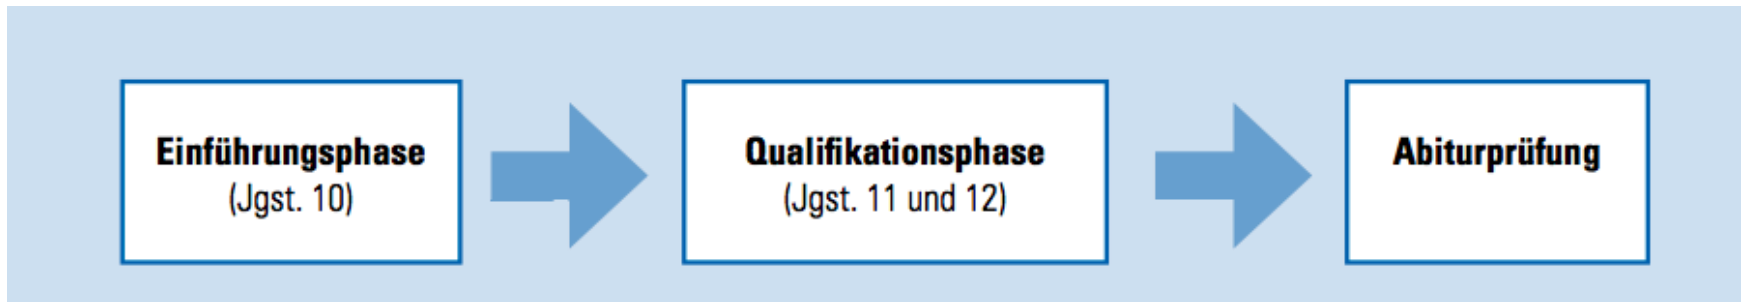 Einführungsphase
(Jgst. 10)
Qualifikationsphase
(Jgst. 11 und 12)
Abiturprüfung